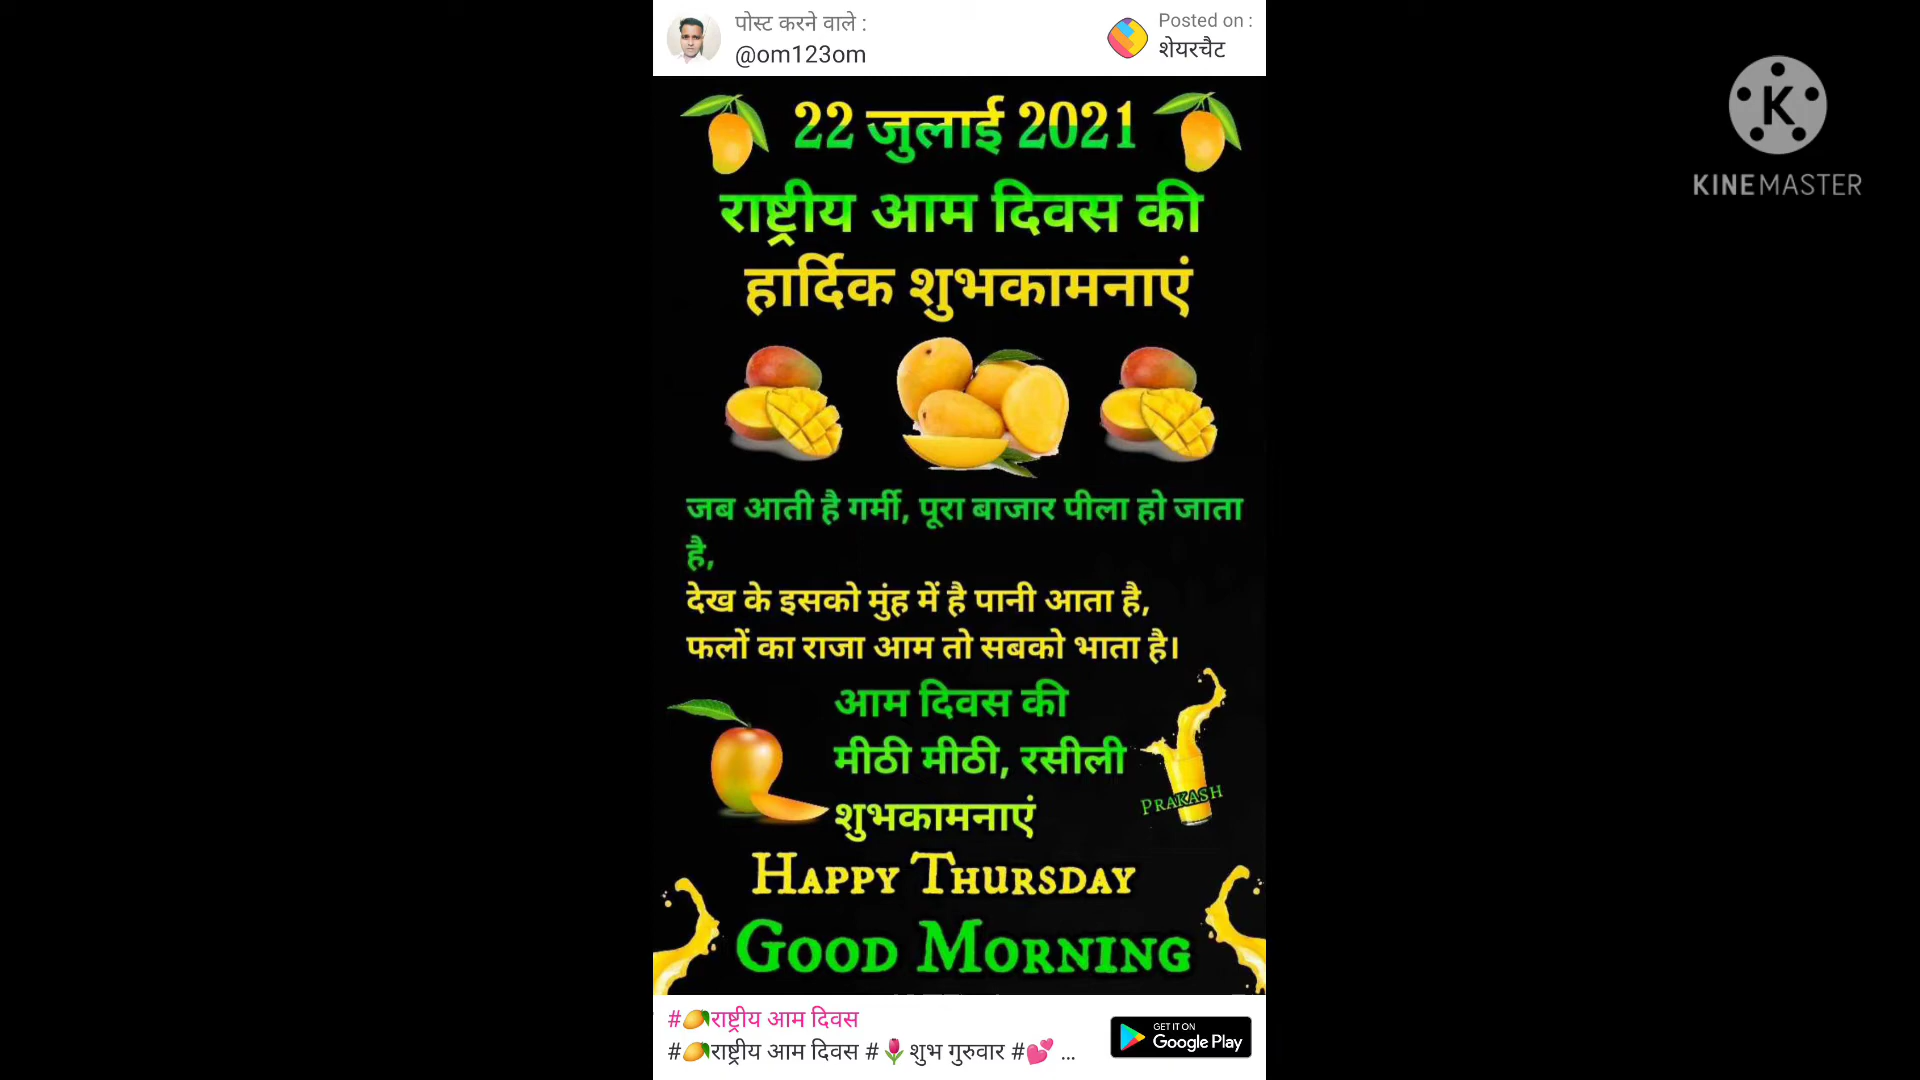 पोस्ट करने वाले :
@om123om
Posted on :
शेयरचैट
KINEMASTER
22 जुलाई 2021
राष्ट्रीय आम दिवस की
हार्दिक शुभकामनाएं
जब आती है गर्मी, पूरा बाजार पीला हो जाता
है,
देख के इसको मुंह में है पानी आता है,
फलों का राजा आम तो सबको भाता है।
आम दिवस की
मीठी मीठी, रसीली
शुभकामनाएं
PRAKASH
HAPPY THURSDAY
GOOD MORNING
#🥭राष्ट्रीय आम दिवस
#🥭राष्ट्रीय आम दिवस #🌷शुभ गुरुवार #💕 ...
GET IT ON
Google Play